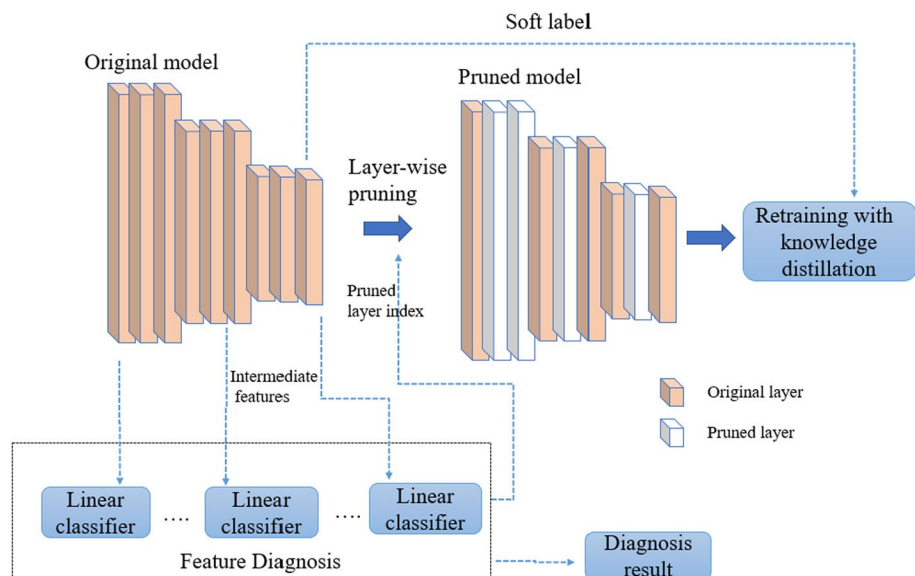 Soft label
Original model
Pruned model
Layer-wise
pruning
Retraining with
knowledge
distillation
Pruned
layer index
Intermediate
features
Original layer
Pruned layer
Linear
classifier
....
Linear
classifier
....
Linear
classifier
Feature Diagnosis
Diagnosis
result